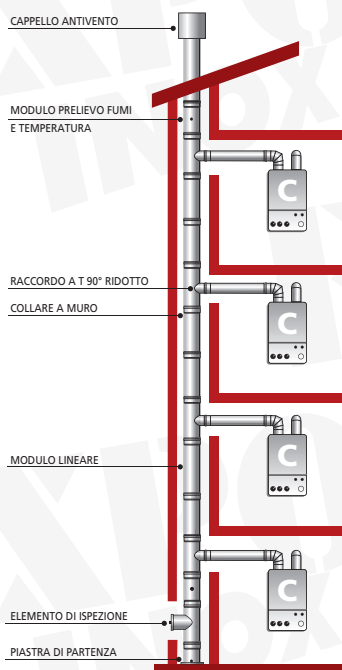 CAPPELLO ANTIVENTO
MODULO PRELIEVO FUMI
E TEMPERATURA
C
RACCORDO A T 90° RIDOTTO
COLLARE A MURO
C
MODULO LINEARE
C
C
ELEMENTO DI ISPEZIONE
PIASTRA DI PARTENZA